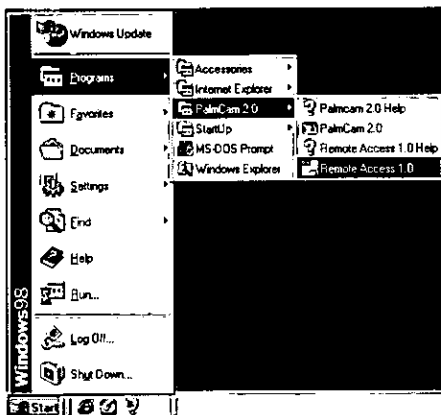 Windows Update
Programs
Favorites
Documents
Settings
Find
Help
Run...
Log Off...
Shut Down...
Windows98
Start
Accessories
Internet Explorer
PalmCam 2.0
StartUp
MS-DOS Prompt
Windows Explorer
Palmcam 2.0 Help
PalmCam 2.0
Remote Access 1.0 Help
Remote Access 1.0